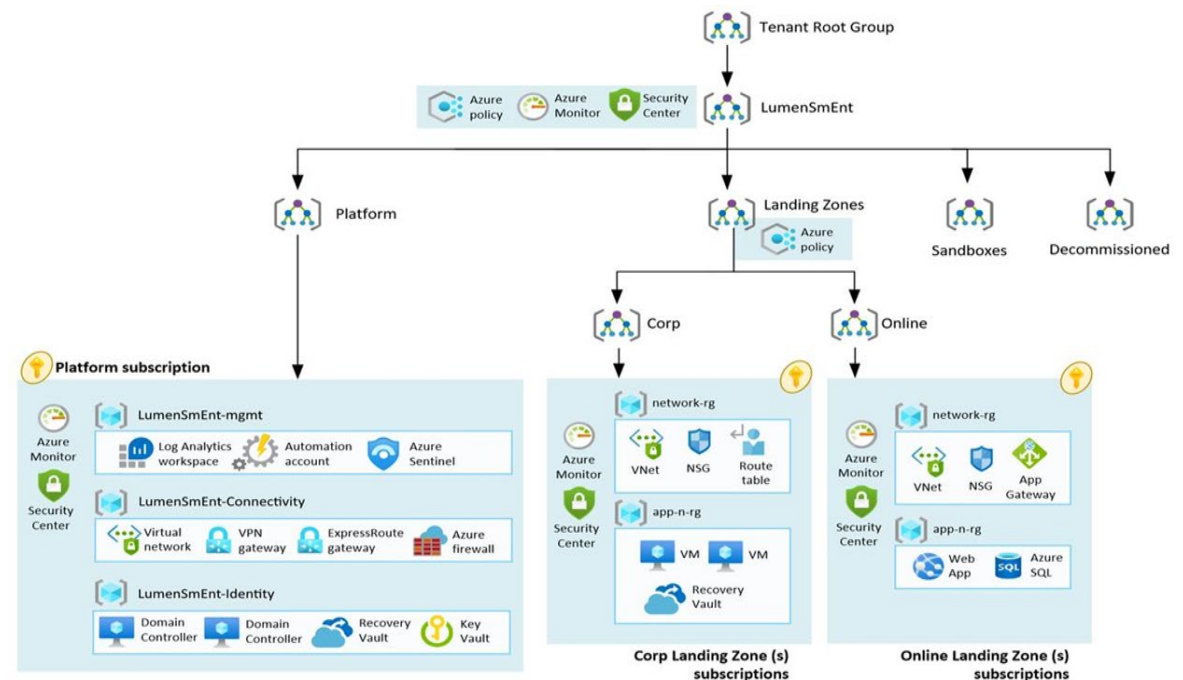 Tenant Root Group
Azure
policy
Azure
Monitor
Security
Center
LumenSmEnt
Platform
Landing Zones
Azure
policy
Sandboxes
Decommissioned
Corp
Online
Platform subscription
Azure
Monitor
Security
Center
LumenSmEnt-mgmt
Log Analytics
workspace
Automation
account
Azure
Sentinel
LumenSmEnt-Connectivity
Virtual
network
VPN
gateway
ExpressRoute
gateway
Azure
firewall
LumenSmEnt-Identity
Domain
Controller
Domain
Controller
Recovery
Vault
Key
Vault
Azure
Monitor
Security
Center
network-rg
VNet
NSG
Route
table
app-n-rg
VM
VM
Recovery
Vault
Corp Landing Zone (s)
subscriptions
Azure
Monitor
Security
Center
network-rg
VNet
NSG
App
Gateway
app-n-rg
Web
App
SQL
Azure
SQL
Online Landing Zone (s)
subscriptions